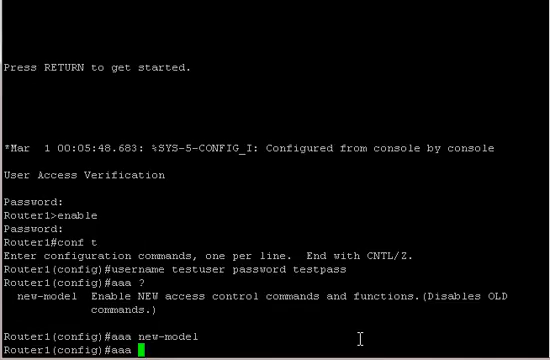 Press RETURN to get started.
*Mar  1 00:05:48.683: %SYS-5-CONFIG_I: Configured from console by console
User Access Verification
Password:
Router1>enable
Password:
Router1#conf t
Enter configuration commands, one per line.  End with CNTL/Z.
Router1(config)#username testuser password testpass
Router1(config)#aaa ?
  new-model  Enable NEW access control commands and functions.(Disables OLD
             commands.)
Router1(config)#aaa new-model
Router1(config)#aaa